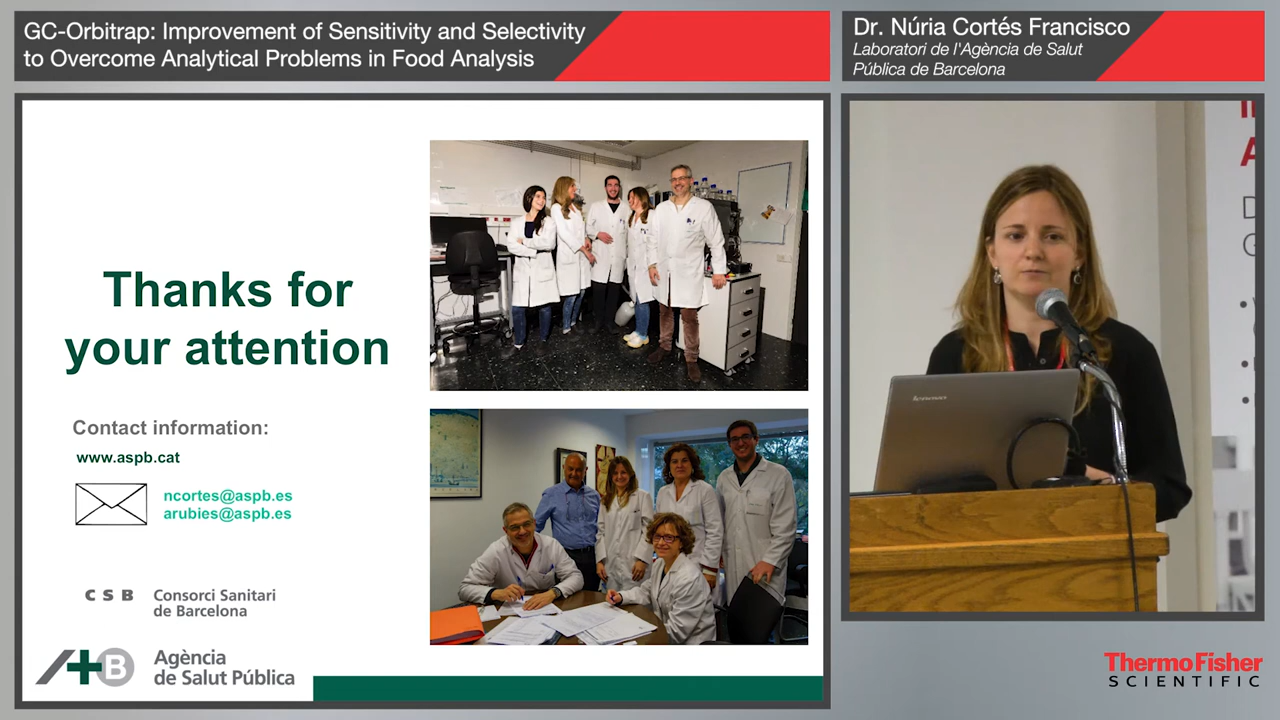 GC-Orbitrap: Improvement of Sensitivity and Selectivity
to Overcome Analytical Problems in Food Analysis
Dr. Núria Cortés Francisco
Laboratori de l'Agència de Salut
Pública de Barcelona
Thanks for
your attention
Contact information:
www.aspb.cat
ncortes@aspb.es
arubies@aspb.es
CSB Consorci Sanitari
de Barcelona
B Agència
de Salut Pública
lenovo
ThermoFisher
SCIENTIFIC